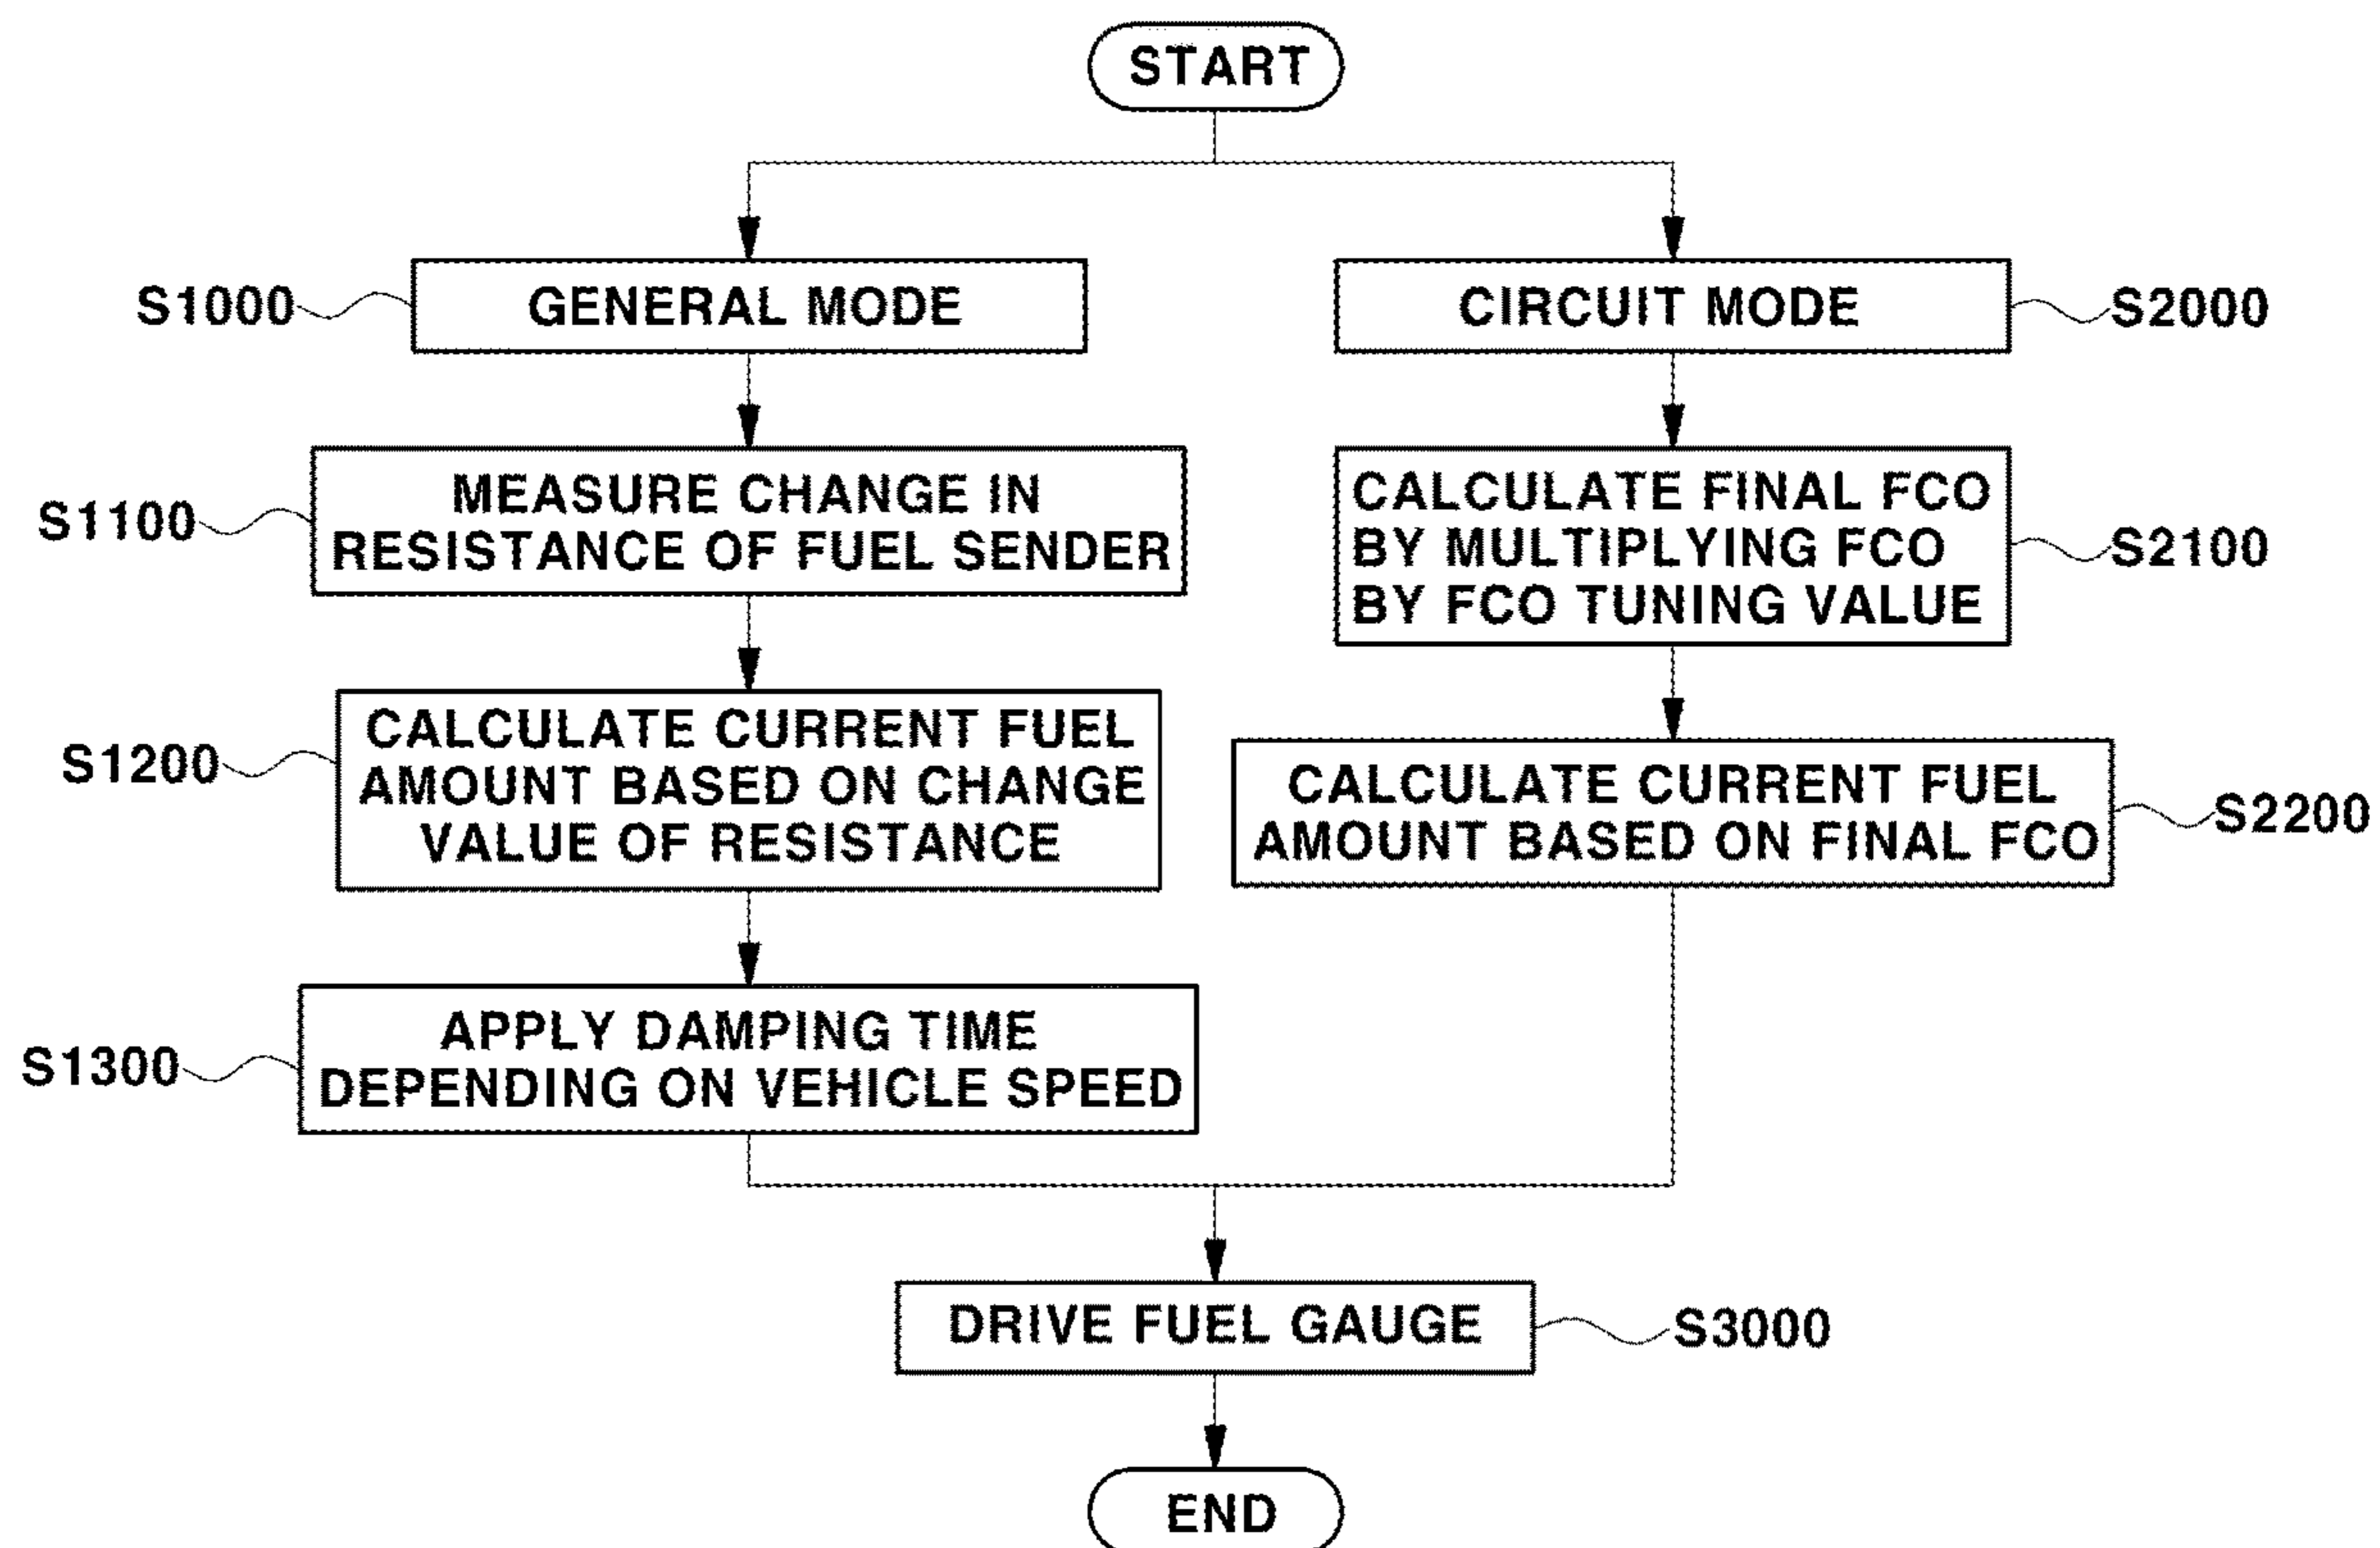 START
S1000
GENERAL MODE
CIRCUIT MODE
S2000
S1100
MEASURE CHANGE IN
RESISTANCE OF FUEL SENDER
CALCULATE FINAL FCO
BY MULTIPLYING FCO
BY FCO TUNING VALUE
S2100
S1200
CALCULATE CURRENT FUEL
AMOUNT BASED ON CHANGE
VALUE OF RESISTANCE
CALCULATE CURRENT FUEL
AMOUNT BASED ON FINAL FCO
S2200
S1300
APPLY DAMPING TIME
DEPENDING ON VEHICLE SPEED
DRIVE FUEL GAUGE
S3000
END